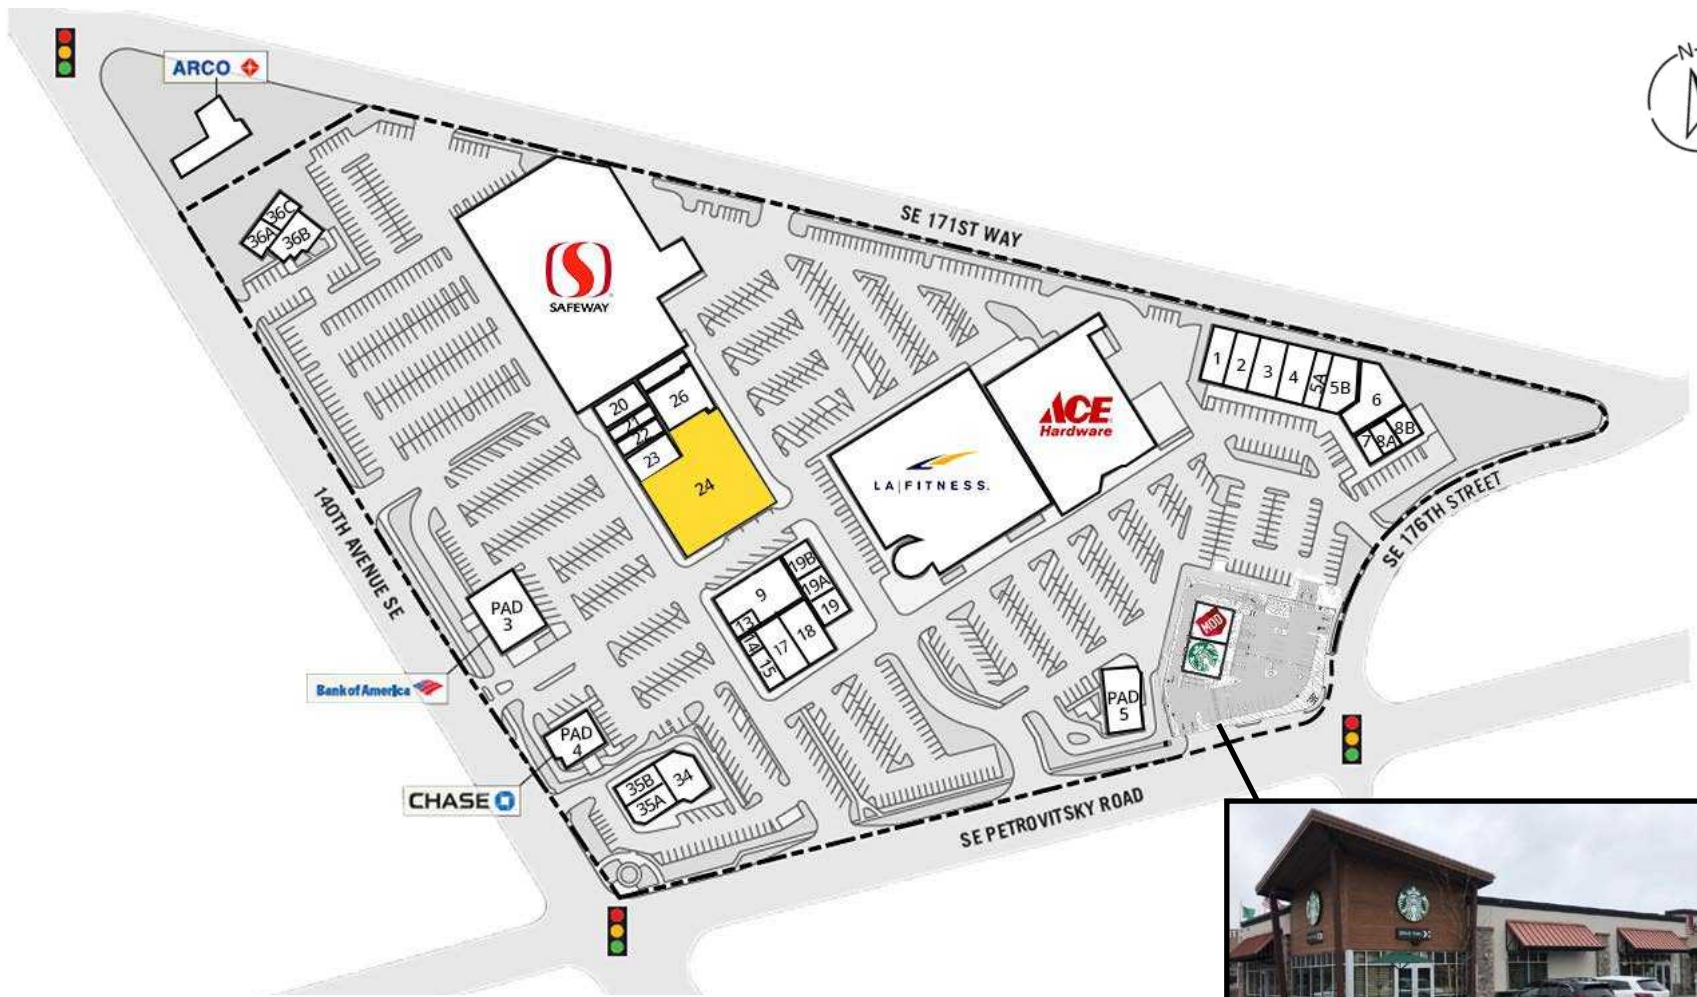 ARCO
N
36C
36A
36B
SE 171ST WAY
SAFEWAY
1
2
3
4
5A
5B
6
7
8A
8B
20
21
22
23
24
26
ACE
Hardware
LA|FITNESS.
140TH AVENUE SE
SE 176TH STREET
PAD
3
9
19B
19A
19
13
14
15
17
18
MOD
Bank of America
PAD
4
PAD
5
CHASE
35B
35A
34
SE PETROVITSKY ROAD